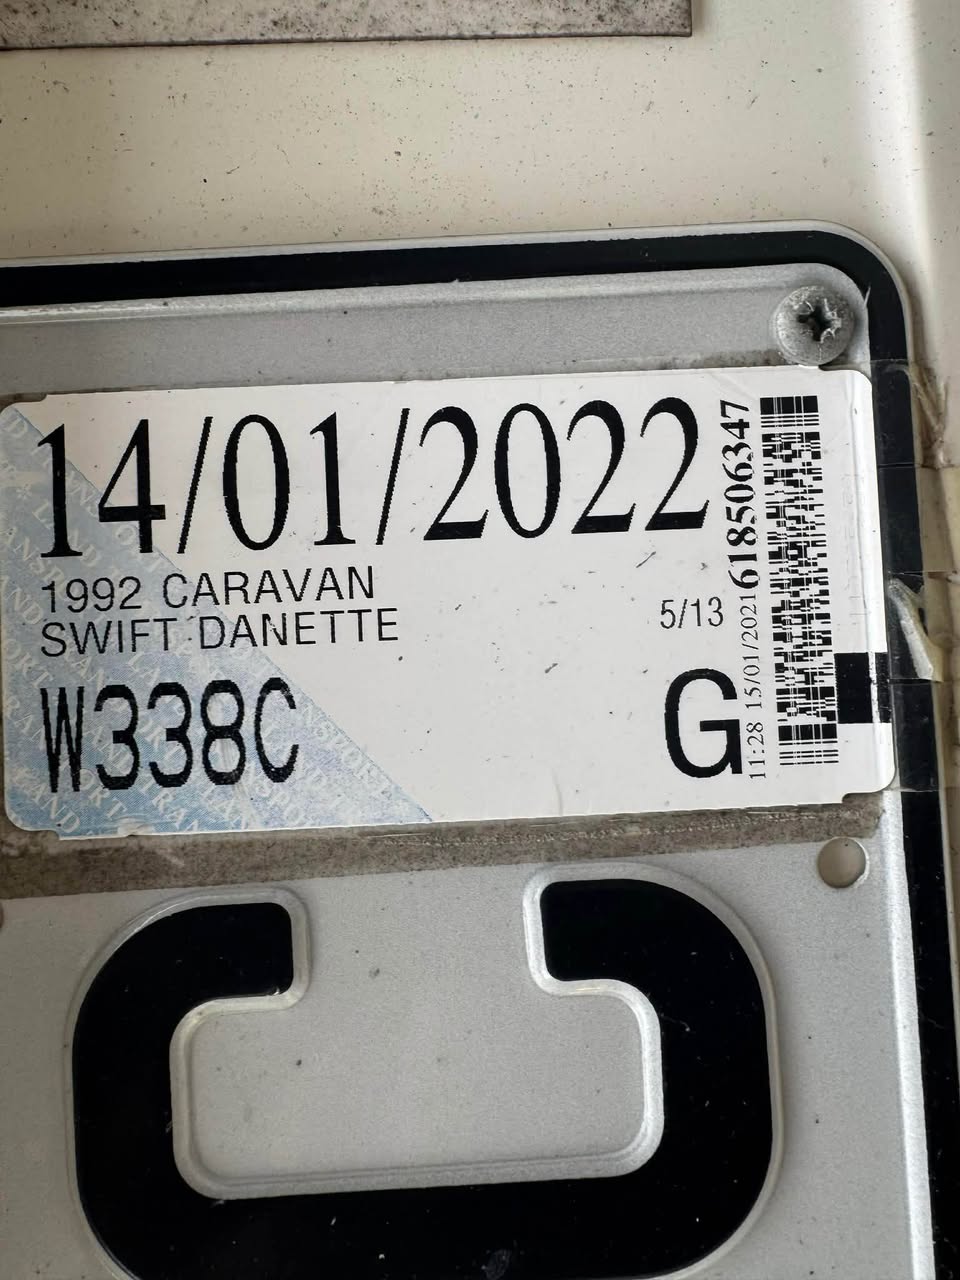 14/01/2022
1992 CARAVAN
SWIFT DANETTE
5/13
W338C
G
11:28 15/01/2021 618506347
C